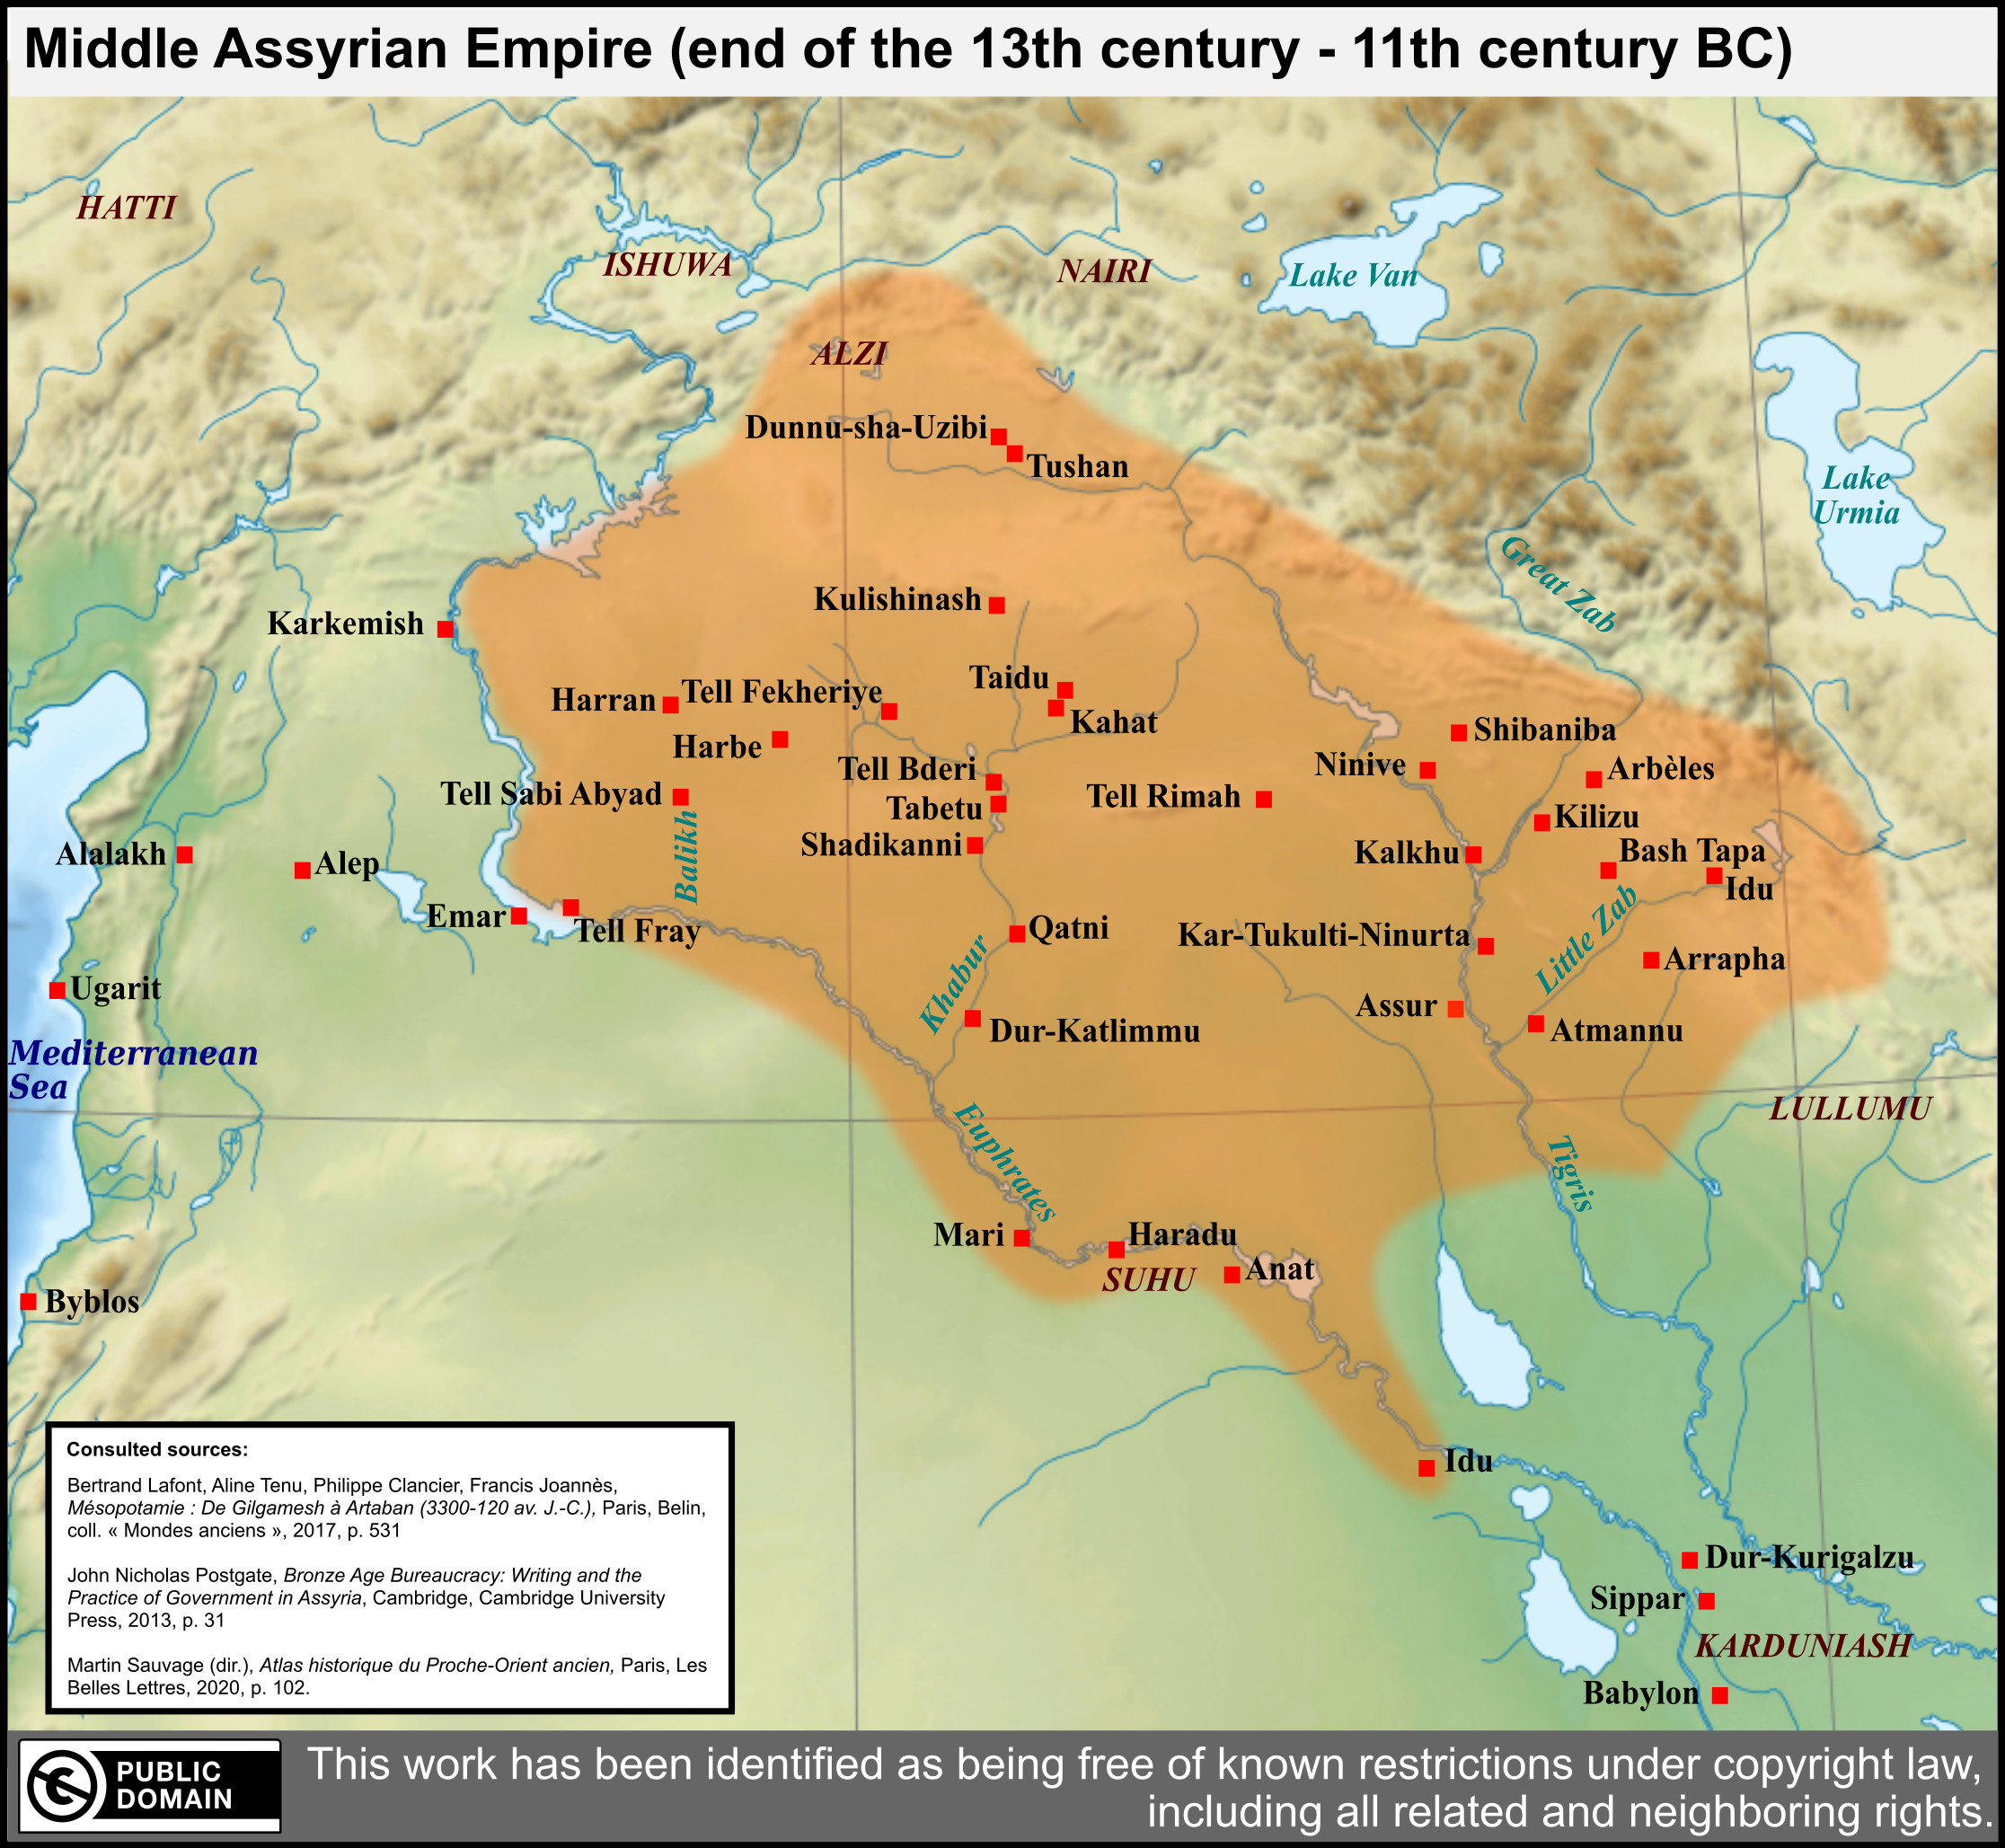 Middle Assyrian Empire (end of the 13th century - 11th century BC)
HATTI
ISHUWA
NAIRI
Lake Van
ALZI
Dunnu-sha-Uzibi
Tushan
Lake
Urmia
Great Zab
Kulishinash
Karkemish
Taidu
Harran
Tell Fekheriye
Kahat
Shibaniba
Harbe
Ninive
Tell Bderi
Arbèles
Tell Sabi Abyad
Tabetu
Tell Rimah
Kilizu
Balikh
Shadikanni
Alalakh
Alep
Kalkhu
Bash Tapa
Idu
Emar
Tell Fray
Qatni
Kar-Tukulti-Ninurta
Little Zab
Arrapha
Khabur
Ugarit
Assur
Dur-Katlimmu
Atmannu
Mediterranean
Sea
LULLUMU
Euphrates
Tigris
Mari
Haradu
SUHU
Anat
Byblos
Idu
Dur-Kurigalzu
Sippar
KARDUNIASH
Babylon
Consulted sources:
Bertrand Lafont, Aline Tenu, Philippe Clancier, Francis Joannès,
Mésopotamie : De Gilgamesh à Artaban (3300-120 av. J.-C.), Paris, Belin,
coll. « Mondes anciens », 2017, p. 531
John Nicholas Postgate, Bronze Age Bureaucracy: Writing and the
Practice of Government in Assyria, Cambridge, Cambridge University
Press, 2013, p. 31
Martin Sauvage (dir.), Atlas historique du Proche-Orient ancien, Paris, Les
Belles Lettres, 2020, p. 102.
PUBLIC
DOMAIN
This work has been identified as being free of known restrictions under copyright law,
including all related and neighboring rights.